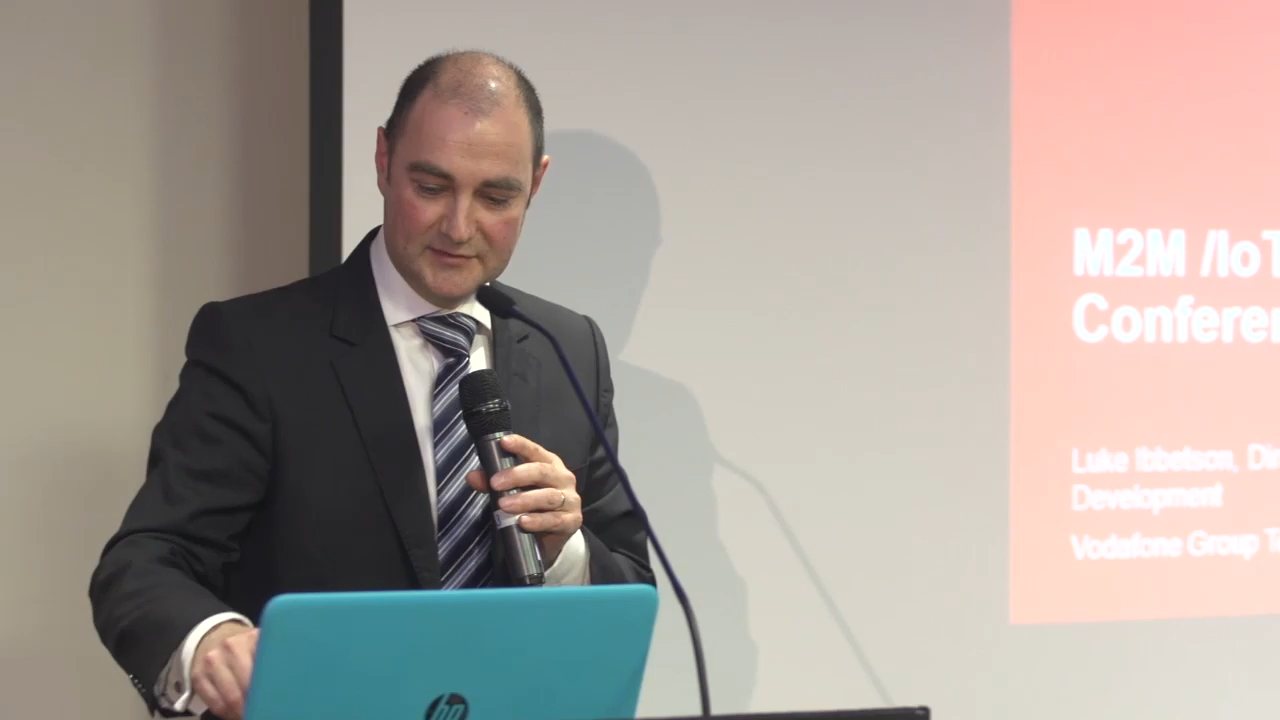 M2M /IoT
Conferen
Luke Ibbetson, Dir
Development
Vodafone Group
hp